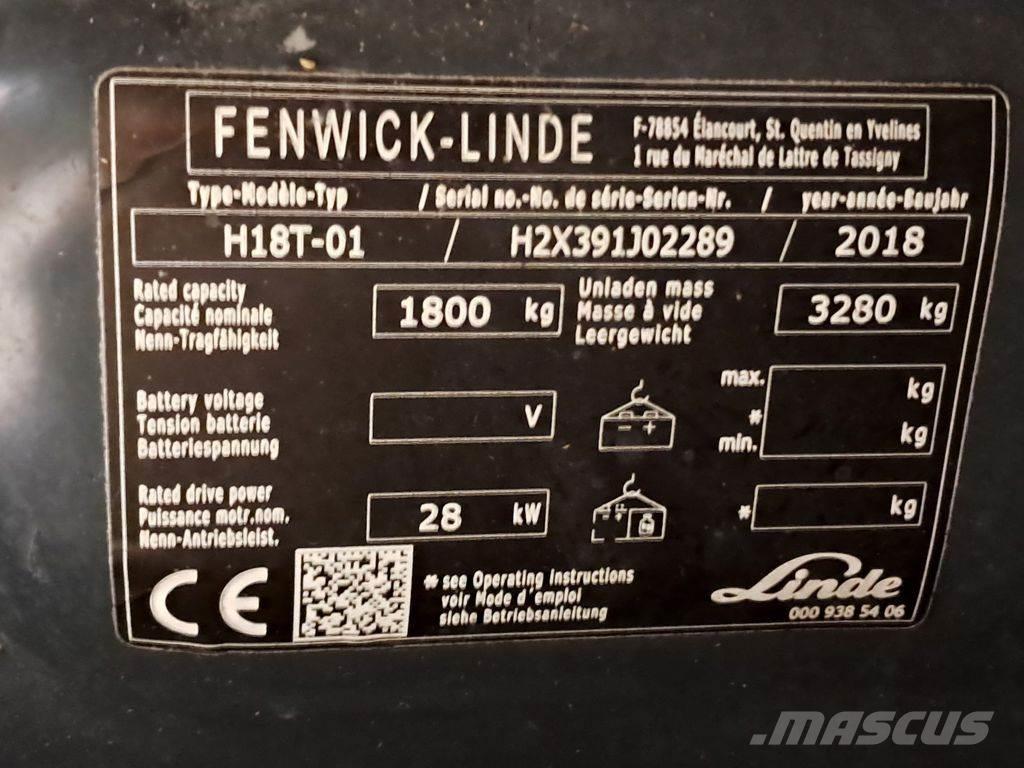 FENWICK-LINDE
F-78854 Élancourt, St. Quentin en Yvelines
1 rue du Maréchal de Lattre de Tassigny
Type-Modèle-Typ / Serial no.-No. de série-Serien-Nr. / year-année-Baujahr
H18T-01 / H2X391J02289 / 2018
Rated capacity
Capacité nominale
Nenn-Tragfähigkeit
1800 kg
Unladen mass
Masse à vide
Leergewicht
3280 kg
Battery voltage
Tension batterie
Batteriespannung
V
- +
max.
*
min.
kg
kg
Rated drive power
Puissance motr.nom.
Nenn-Antriebsleist.
28 kW
- +
* kg
CE
* see Operating instructions
voir Mode d'emploi
siehe Betriebsanleitung
Linde
000 938 54 06
MASCUS